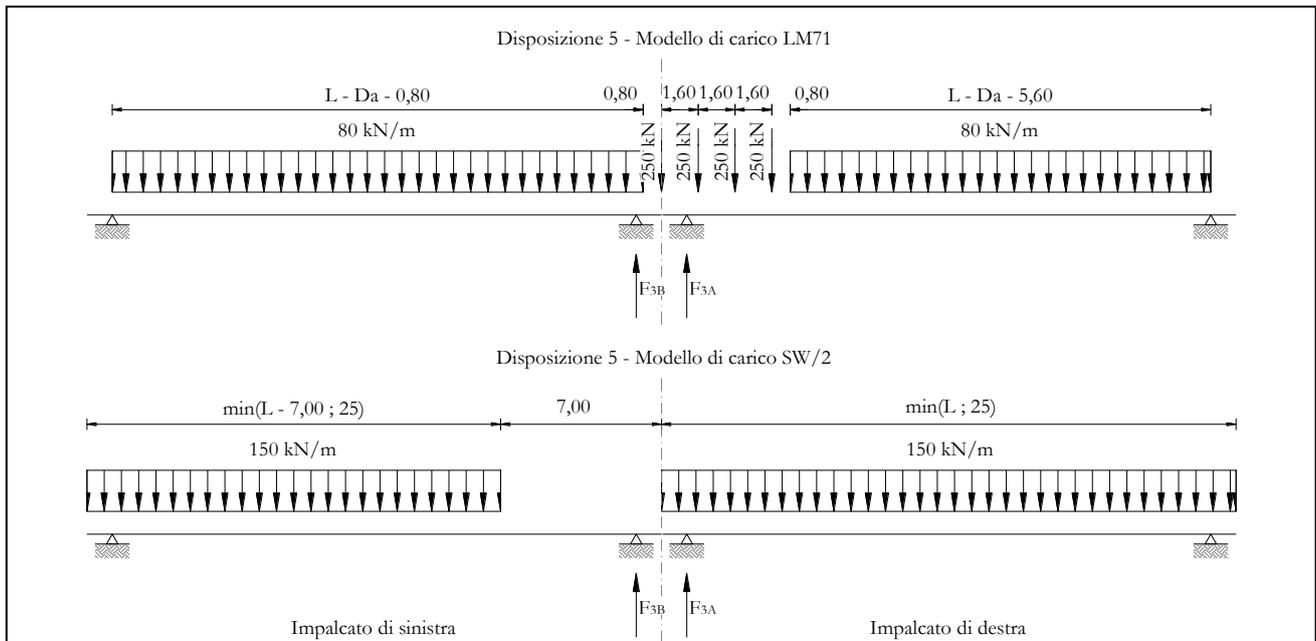 Disposizione 5 - Modello di carico LM71
L - Da - 0,80
0,80
1,60
1,60
1,60
0,80
L - Da - 5,60
80 kN/m
250 kN
250 kN
250 kN
250 kN
80 kN/m
F3B
F3A
Disposizione 5 - Modello di carico SW/2
min(L - 7,00 ; 25)
7,00
min(L ; 25)
150 kN/m
150 kN/m
F3B
F3A
Impalcato di sinistra
Impalcato di destra